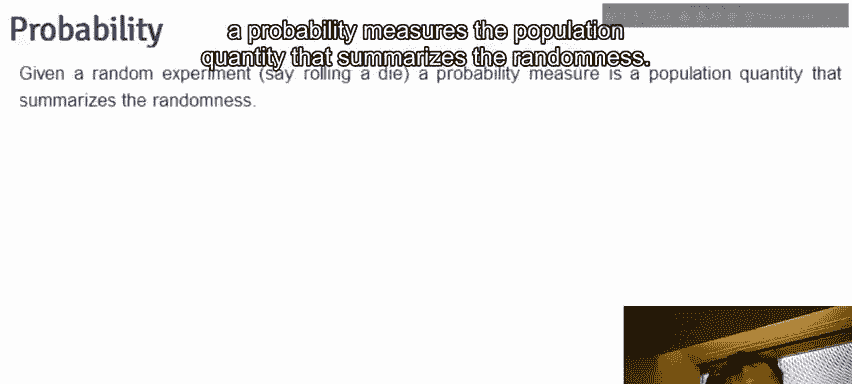 Probability
a probability measures the population
quantity that summarizes the randomness.
Given a random experiment (say rolling a die) a probability measure is a population quantity that
summarizes the randomness.